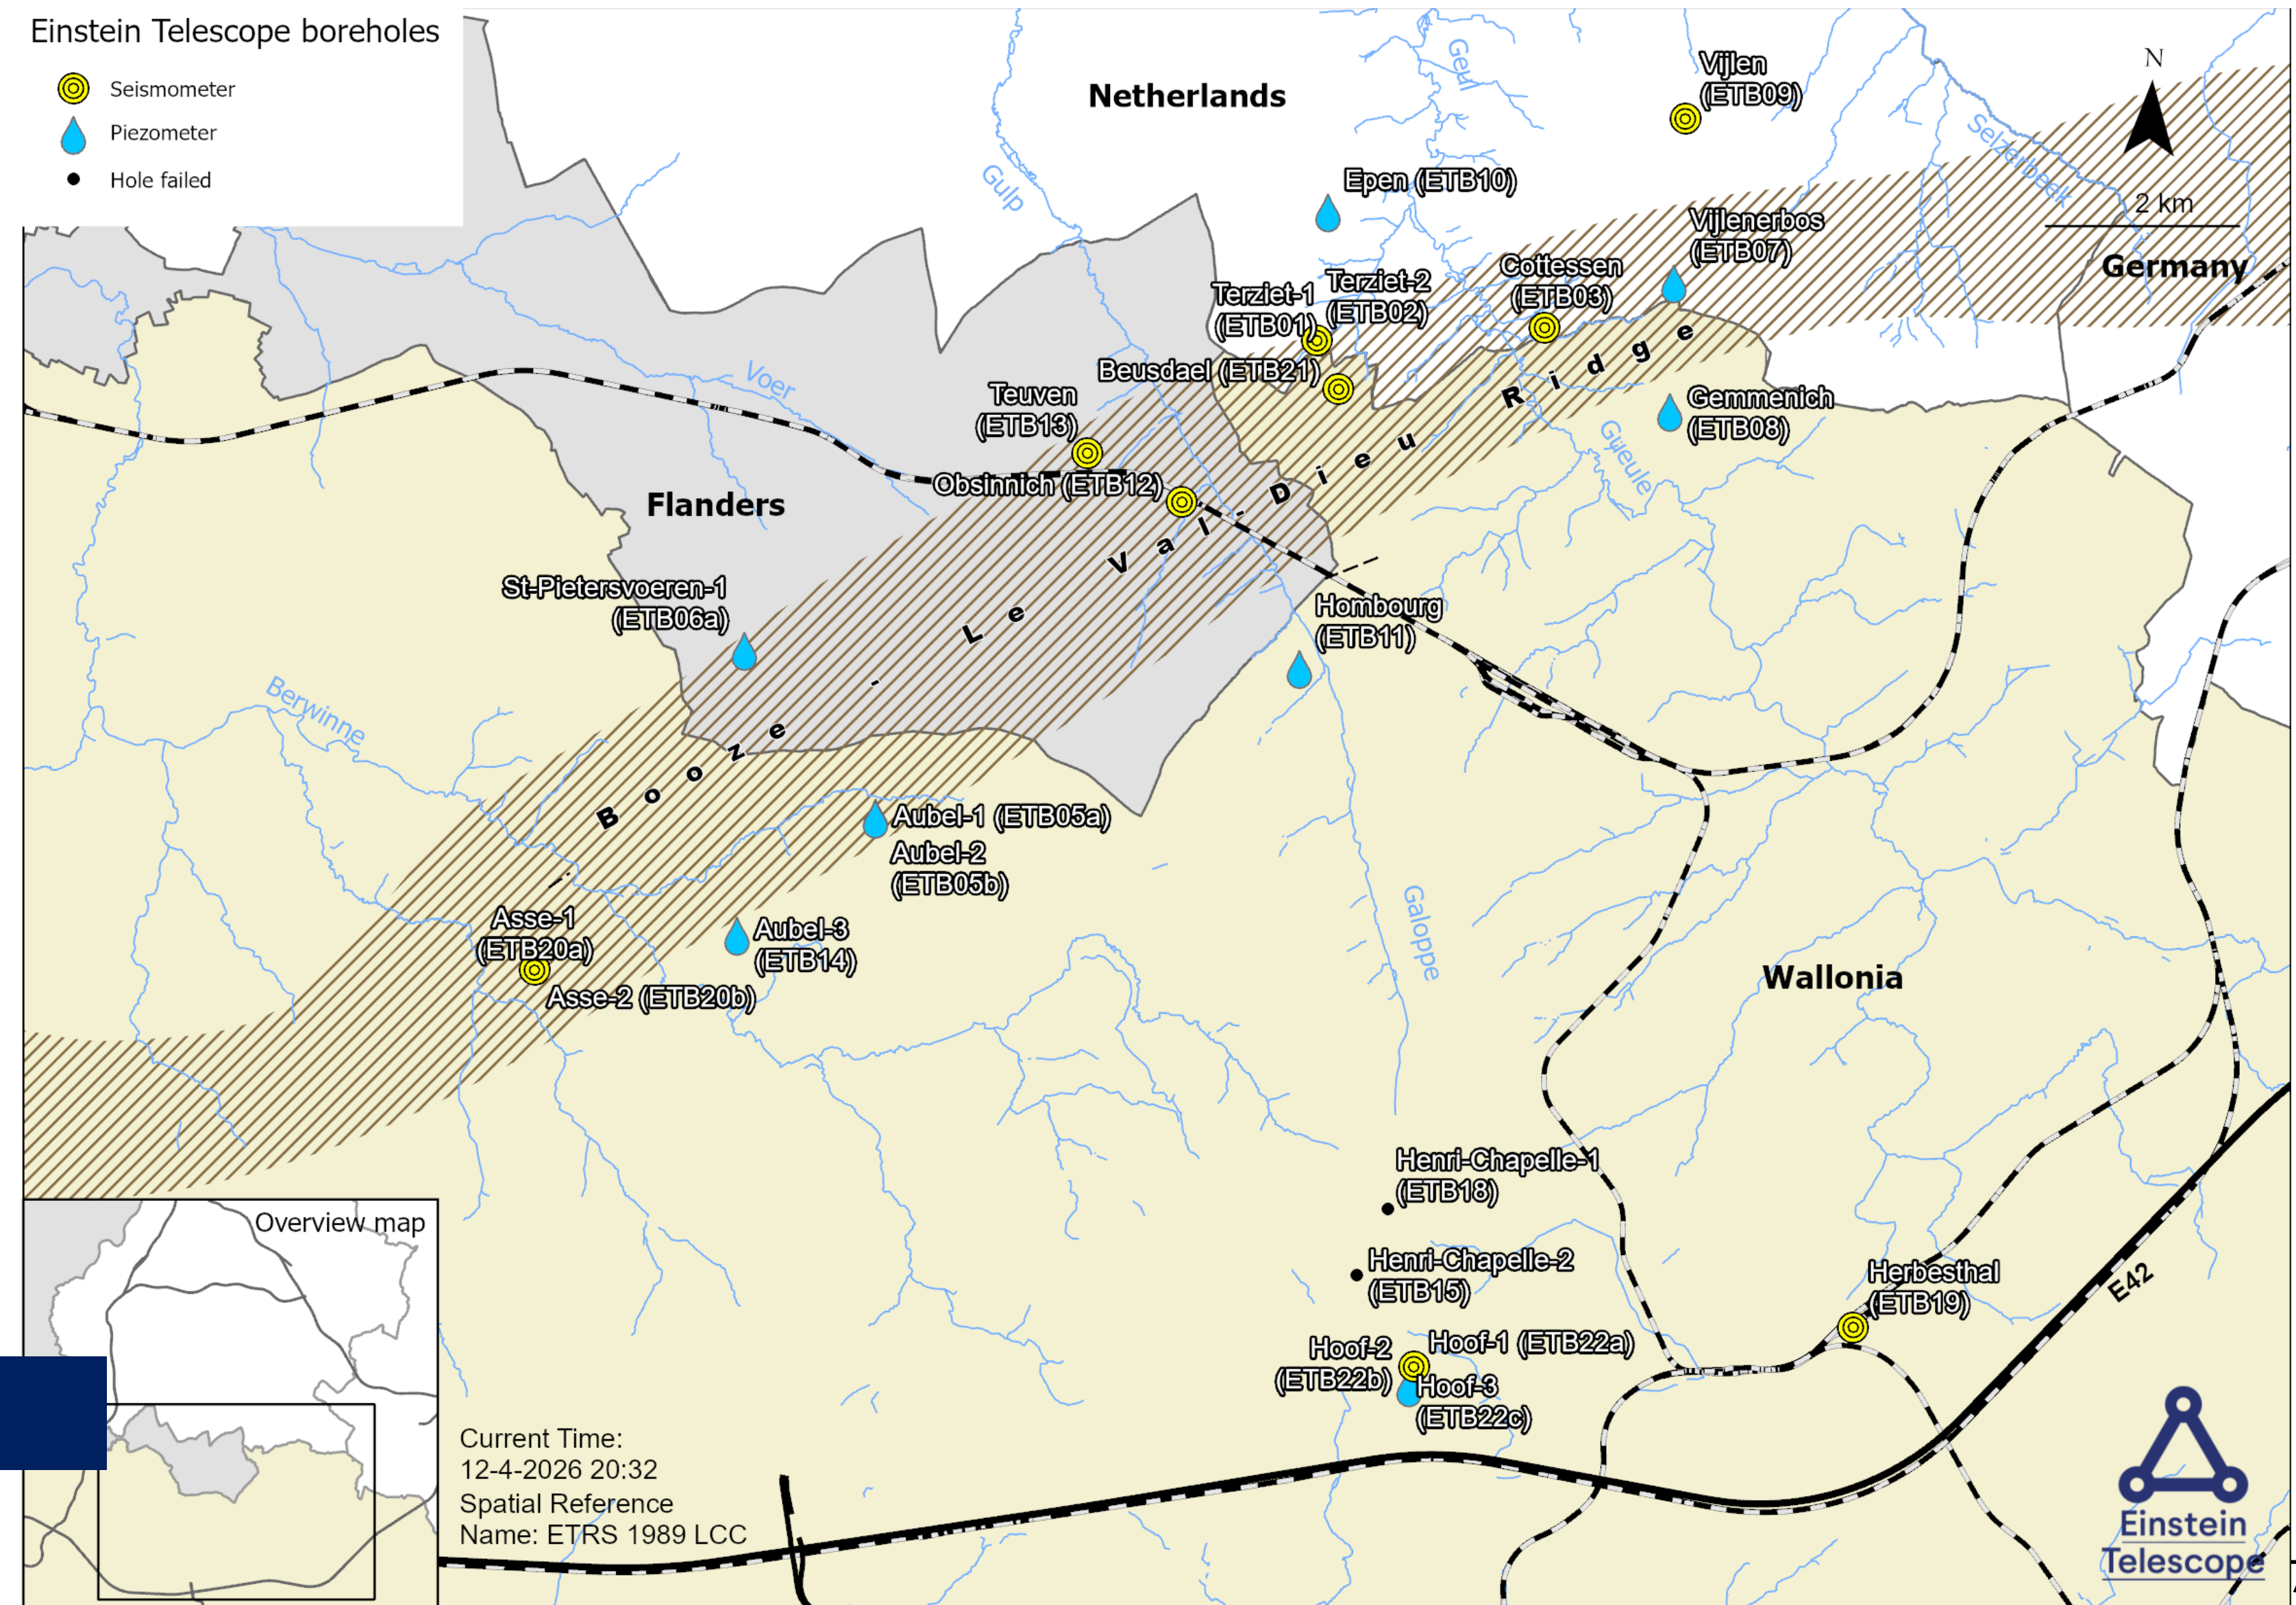 Einstein Telescope boreholes
Seismometer
Piezometer
Hole failed
Netherlands
Geul
Vijlen
(ETB09)
N
Gulp
Epen (ETB10)
Selzerbeek
2 km
Vijlenerbos
(ETB07)
Germany
Cottessen
(ETB03)
Terziet-1
(ETB01)
Terziet-2
(ETB02)
Beusdael (ETB21)
Voer
Teuven
(ETB13)
Gemmenich
(ETB08)
Gueule
Obsinnich (ETB12)
Flanders
Booze - Le Val-Dieu Ridge
St-Pietersvoeren-1
(ETB06a)
Hombourg
(ETB11)
Berwinne
Aubel-1 (ETB05a)
Aubel-2
(ETB05b)
Galoppe
Asse-1
(ETB20a)
Asse-2 (ETB20b)
Aubel-3
(ETB14)
Wallonia
Henri-Chapelle-1
(ETB18)
Henri-Chapelle-2
(ETB15)
Herbesthal
(ETB19)
E42
Hoof-2
(ETB22b)
Hoof-1 (ETB22a)
Hoof-3
(ETB22c)
Overview map
Current Time:
12-4-2026 20:32
Spatial Reference
Name: ETRS 1989 LCC
Einstein
Telescope